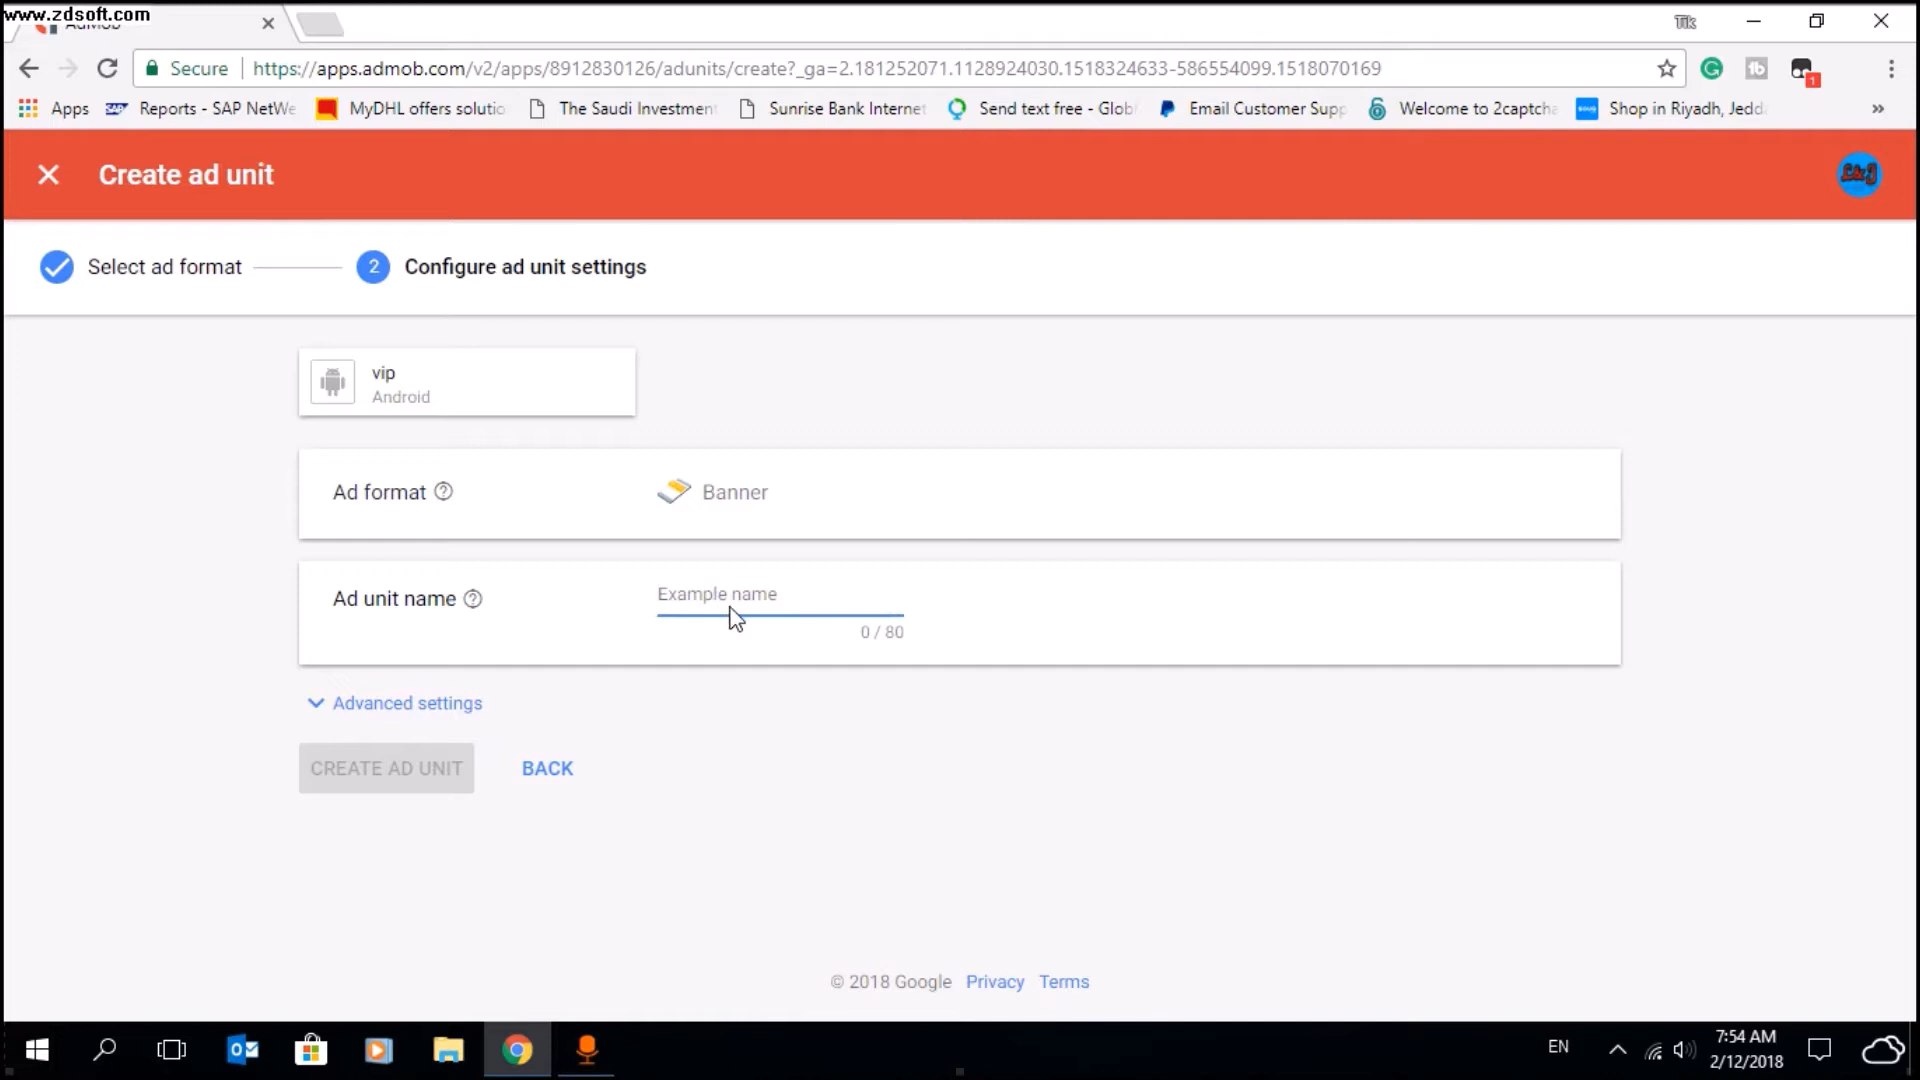 www.zdsoft.com
AdMob
Secure https://apps.admob.com/v2/apps/8912830126/adunits/create?_ga=2.181252071.1128924030.1518324633-586554099.1518070169
Apps Reports - SAP NetWe MyDHL offers solutio The Saudi Investment Sunrise Bank Internet Send text free - Glob Email Customer Supp Welcome to 2captcha Shop in Riyadh, Jedd »
Create ad unit
Select ad format 2 Configure ad unit settings
vip
Android
Ad format Banner
Ad unit name Example name
0 / 80
Advanced settings
CREATE AD UNIT BACK
© 2018 Google Privacy Terms
EN 7:54 AM
2/12/2018